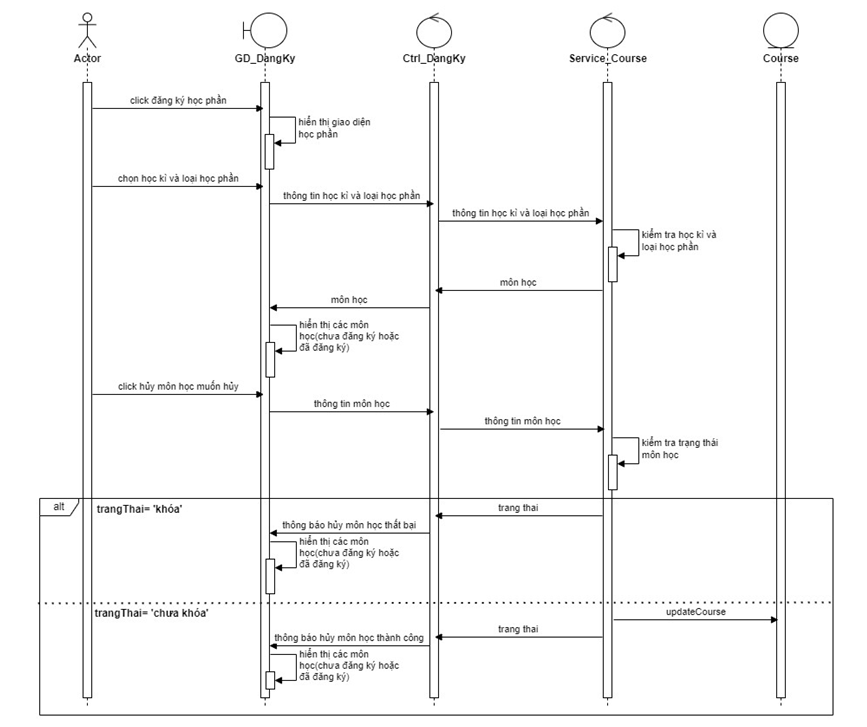 Actor
GD_DangKy
Ctrl_DangKy
Service_Course
Course
click đăng ký học phần
hiển thị giao diện
học phần
chọn học kì và loại học phần
thông tin học kì và loại học phần
thông tin học kì và loại học phần
kiểm tra học kì và
loại học phần
môn học
môn học
hiển thị các môn
học(chưa đăng ký hoặc
đã đăng ký)
click hủy môn học muốn hủy
thông tin môn học
thông tin môn học
kiểm tra trạng thái
môn học
alt
trangThai= 'khóa'
trang thai
thông báo hủy môn học thất bại
hiển thị các môn
học(chưa đăng ký hoặc
đã đăng ký)
trangThai= 'chưa khóa'
updateCourse
trang thai
thông báo hủy môn học thành công
hiển thị các môn
học(chưa đăng ký hoặc
đã đăng ký)